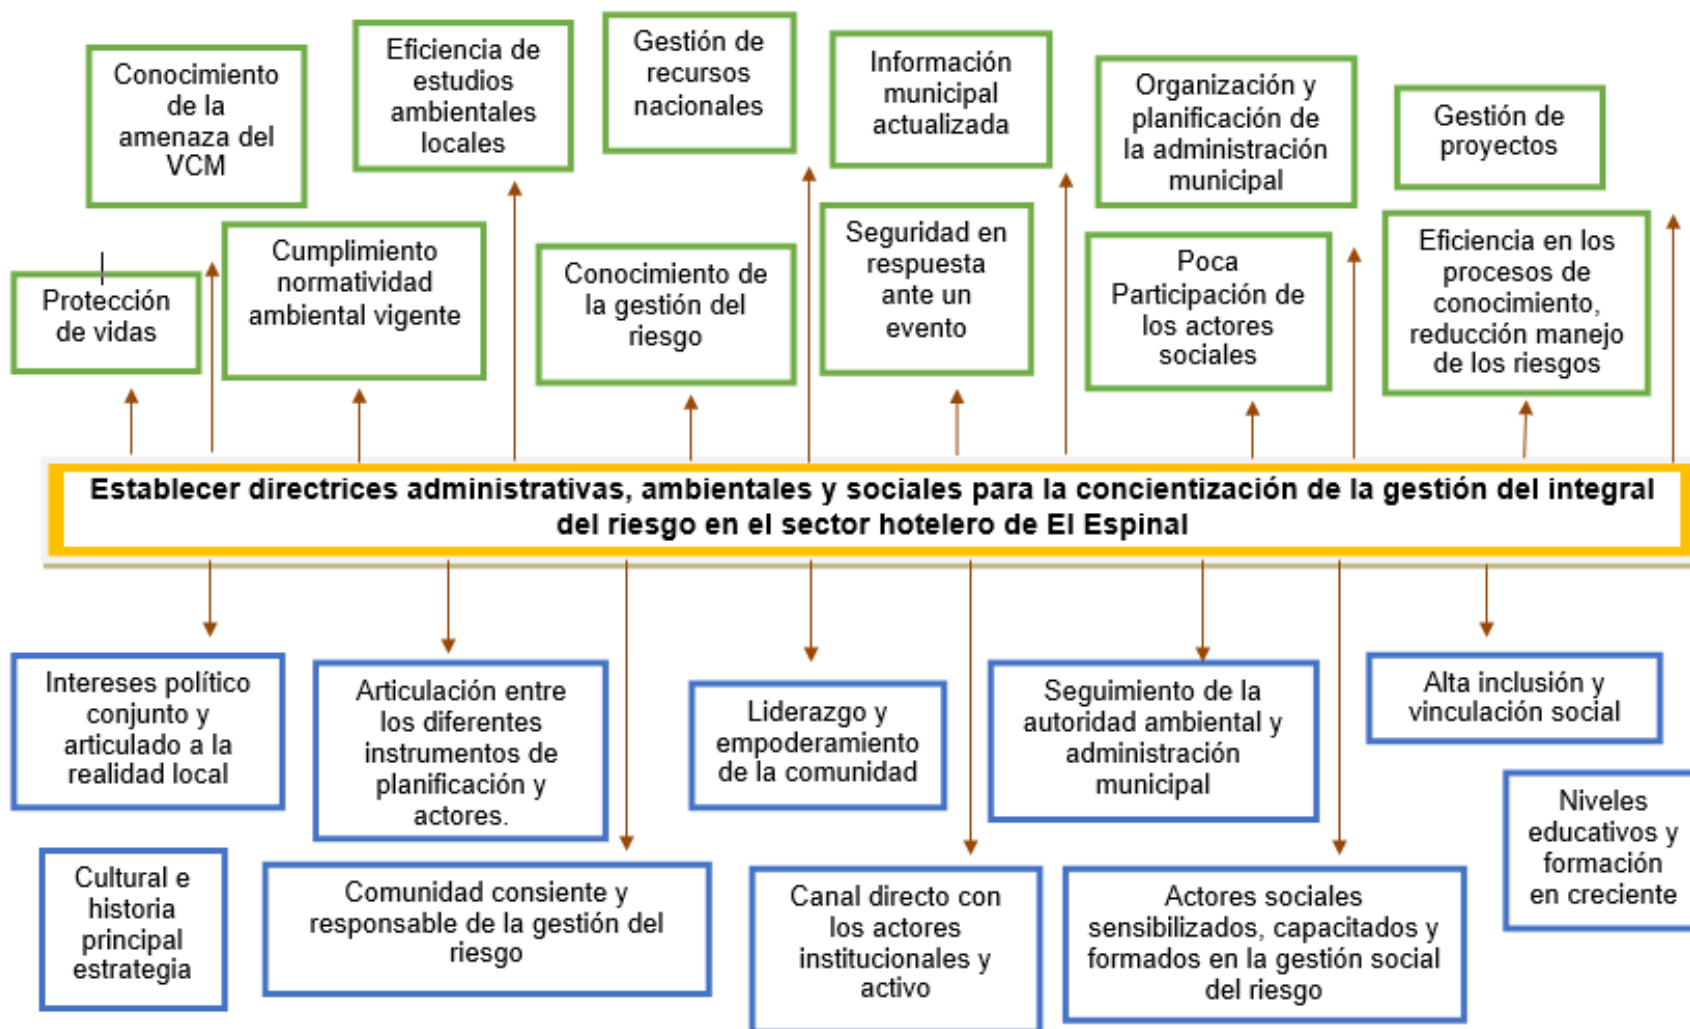 Conocimiento
de la
amenaza del
VCM
Eficiencia de
estudios
ambientales
locales
Gestión de
recursos
nacionales
Información
municipal
actualizada
Organización y
planificación de
la administración
municipal
Gestión de
proyectos
Protección
de vidas
Cumplimiento
normatividad
ambiental vigente
Conocimiento de
la gestión del
riesgo
Seguridad en
respuesta
ante un
evento
Poca
Participación de
los actores
sociales
Eficiencia en los
procesos de
conocimiento,
reducción manejo
de los riesgos
Establecer directrices administrativas, ambientales y sociales para la concientización de la gestión del integral
del riesgo en el sector hotelero de El Espinal
Intereses político
conjunto y
articulado a la
realidad local
Articulación entre
los diferentes
instrumentos de
planificación y
actores.
Liderazgo y
empoderamiento
de la comunidad
Seguimiento de la
autoridad ambiental y
administración
municipal
Alta inclusión y
vinculación social
Cultural e
historia
principal
estrategia
Comunidad consiente y
responsable de la gestión del
riesgo
Canal directo con
los actores
institucionales y
activo
Actores sociales
sensibilizados, capacitados y
formados en la gestión social
del riesgo
Niveles
educativos y
formación
en creciente